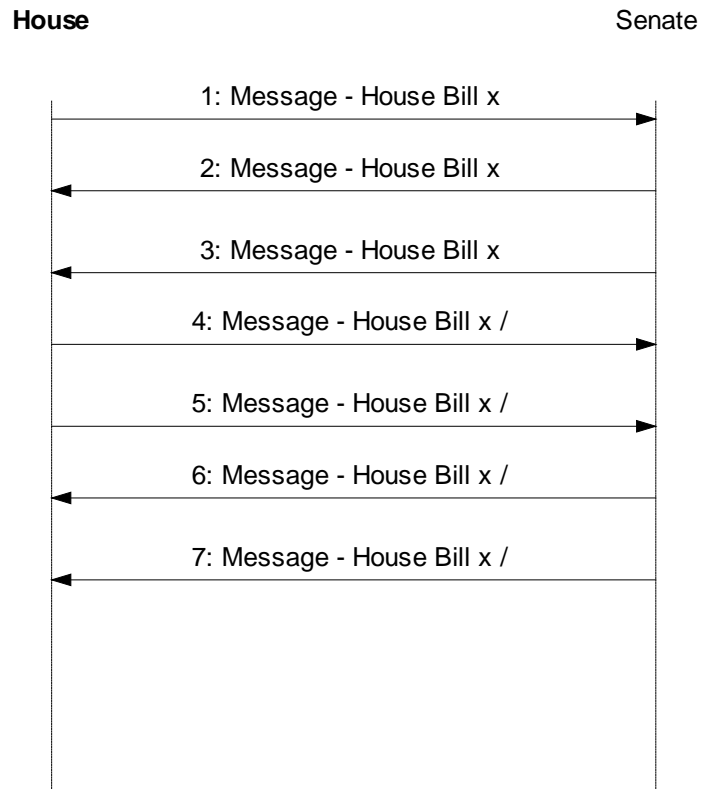 House
Senate
1: Message - House Bill x
2: Message - House Bill x
3: Message - House Bill x
4: Message - House Bill x /
5: Message - House Bill x /
6: Message - House Bill x /
7: Message - House Bill x /